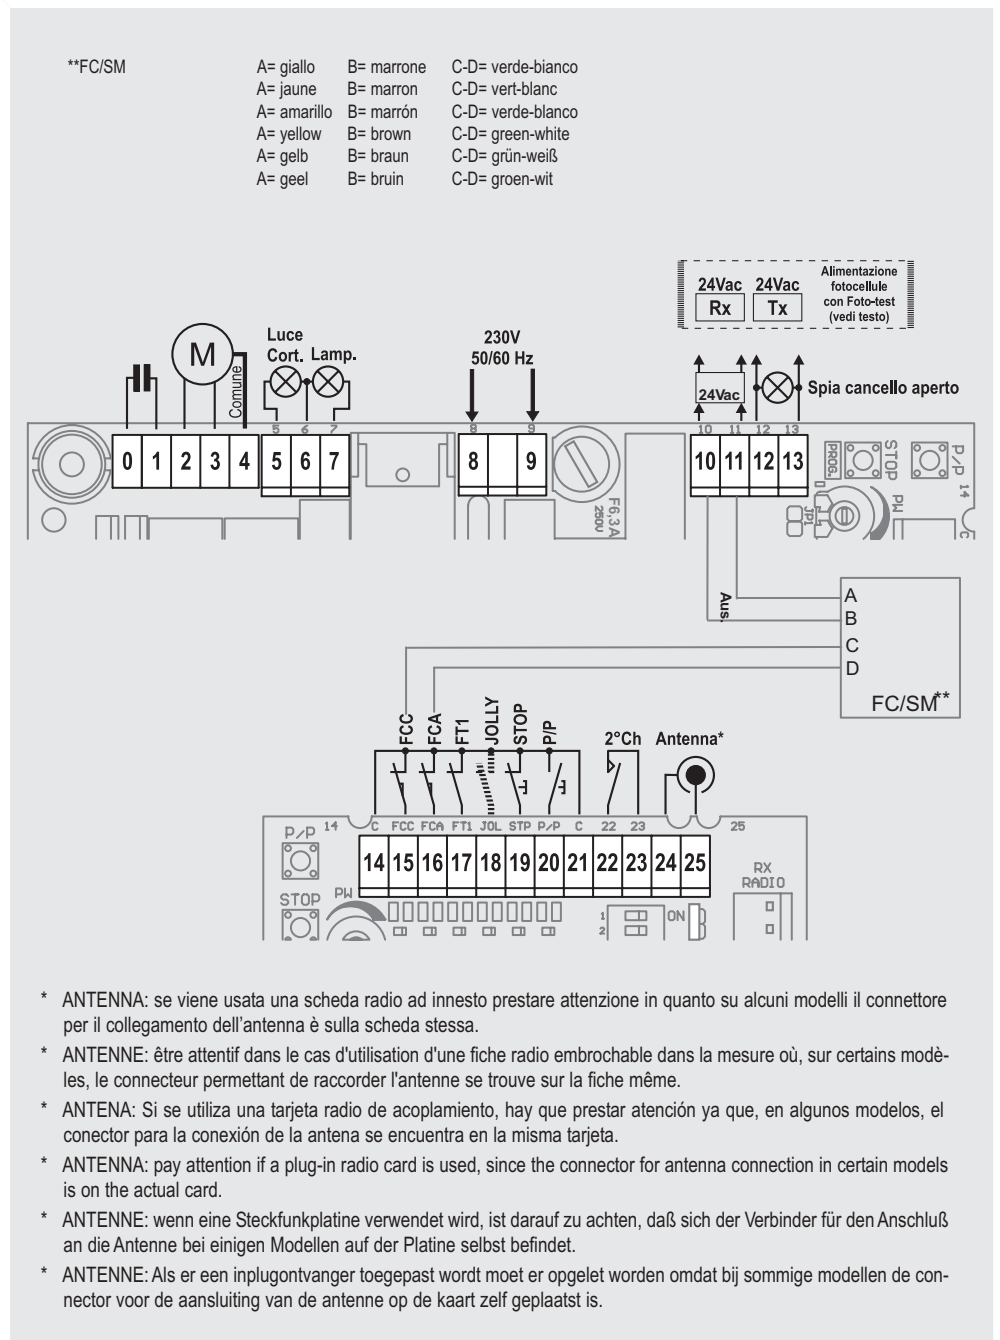 **FC/SM
A= giallo B= marrone C-D= verde-bianco
A= jaune B= marron C-D= vert-blanc
A= amarillo B= marrón C-D= verde-blanco
A= yellow B= brown C-D= green-white
A= gelb B= braun C-D= grün-weiß
A= geel B= bruin C-D= groen-wit
24Vac 24Vac
Rx Tx
Alimentazione
fotocellule
con Foto-test
(vedi testo)
M
Comune
Luce
Cort. Lamp.
230V
50/60 Hz
24Vac
Spia cancello aperto
5 6 7 8 9 10 11 12 13
0 1 2 3 4 5 6 7 8 9 10 11 12 13
F6,3A
250V
PROG.
STOP
P/P
14
JP1
PW
C
Aus.
A
B
C
D
FC/SM**
FCC
FCA
FT1
JOLLY
STOP
P/P
2°Ch Antenna*
14 C FCC FCA FT1 JOL STP P/P C 22 23 25
P/P
14 15 16 17 18 19 20 21 22 23 24 25
STOP
PW
RX
RADIO
1
2
ON
* ANTENNA: se viene usata una scheda radio ad innesto prestare attenzione in quanto su alcuni modelli il connettore
per il collegamento dell'antenna è sulla scheda stessa.
* ANTENNE: être attentif dans le cas d'utilisation d'une fiche radio embrochable dans la mesure où, sur certains modè-
les, le connecteur permettant de raccorder l'antenne se trouve sur la fiche même.
* ANTENA: Si se utiliza una tarjeta radio de acoplamiento, hay que prestar atención ya que, en algunos modelos, el
conector para la conexión de la antena se encuentra en la misma tarjeta.
* ANTENNA: pay attention if a plug-in radio card is used, since the connector for antenna connection in certain models
is on the actual card.
* ANTENNE: wenn eine Steckfunkplatine verwendet wird, ist darauf zu achten, daß sich der Verbinder für den Anschluß
an die Antenne bei einigen Modellen auf der Platine selbst befindet.
* ANTENNE: Als er een inplugontvanger toegepast wordt moet er opgelet worden omdat bij sommige modellen de con-
nector voor de aansluiting van de antenne op de kaart zelf geplaatst is.